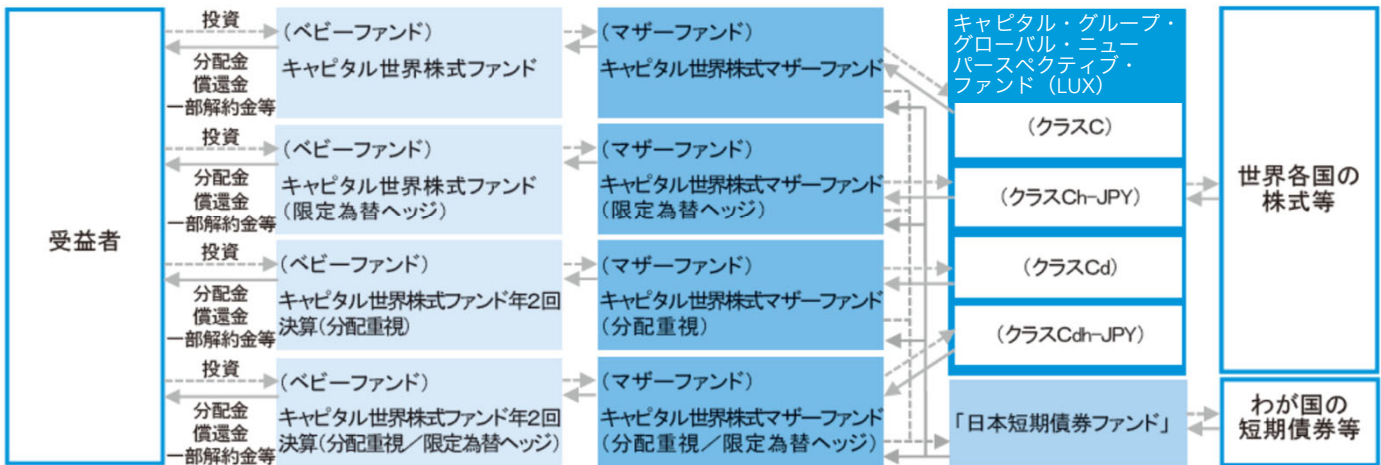 受益者
投資
分配金
償還金
一部解約金等
(ベビーファンド)
キャピタル世界株式ファンド
(マザーファンド)
キャピタル世界株式マザーファンド
投資
分配金
償還金
一部解約金等
(ベビーファンド)
キャピタル世界株式ファンド
(限定為替ヘッジ)
(マザーファンド)
キャピタル世界株式マザーファンド
(限定為替ヘッジ)
投資
分配金
償還金
一部解約金等
(ベビーファンド)
キャピタル世界株式ファンド年2回
決算(分配重視)
(マザーファンド)
キャピタル世界株式マザーファンド
(分配重視)
投資
分配金
償還金
一部解約金等
(ベビーファンド)
キャピタル世界株式ファンド年2回
決算(分配重視/限定為替ヘッジ)
(マザーファンド)
キャピタル世界株式マザーファンド
(分配重視/限定為替ヘッジ)
キャピタル・グループ・
グローバル・ニュー
パースペクティブ・
ファンド(LUX)
(クラスC)
(クラスCh-JPY)
(クラスCd)
(クラスCdh-JPY)
「日本短期債券ファンド」
世界各国の
株式等
わが国の
短期債券等